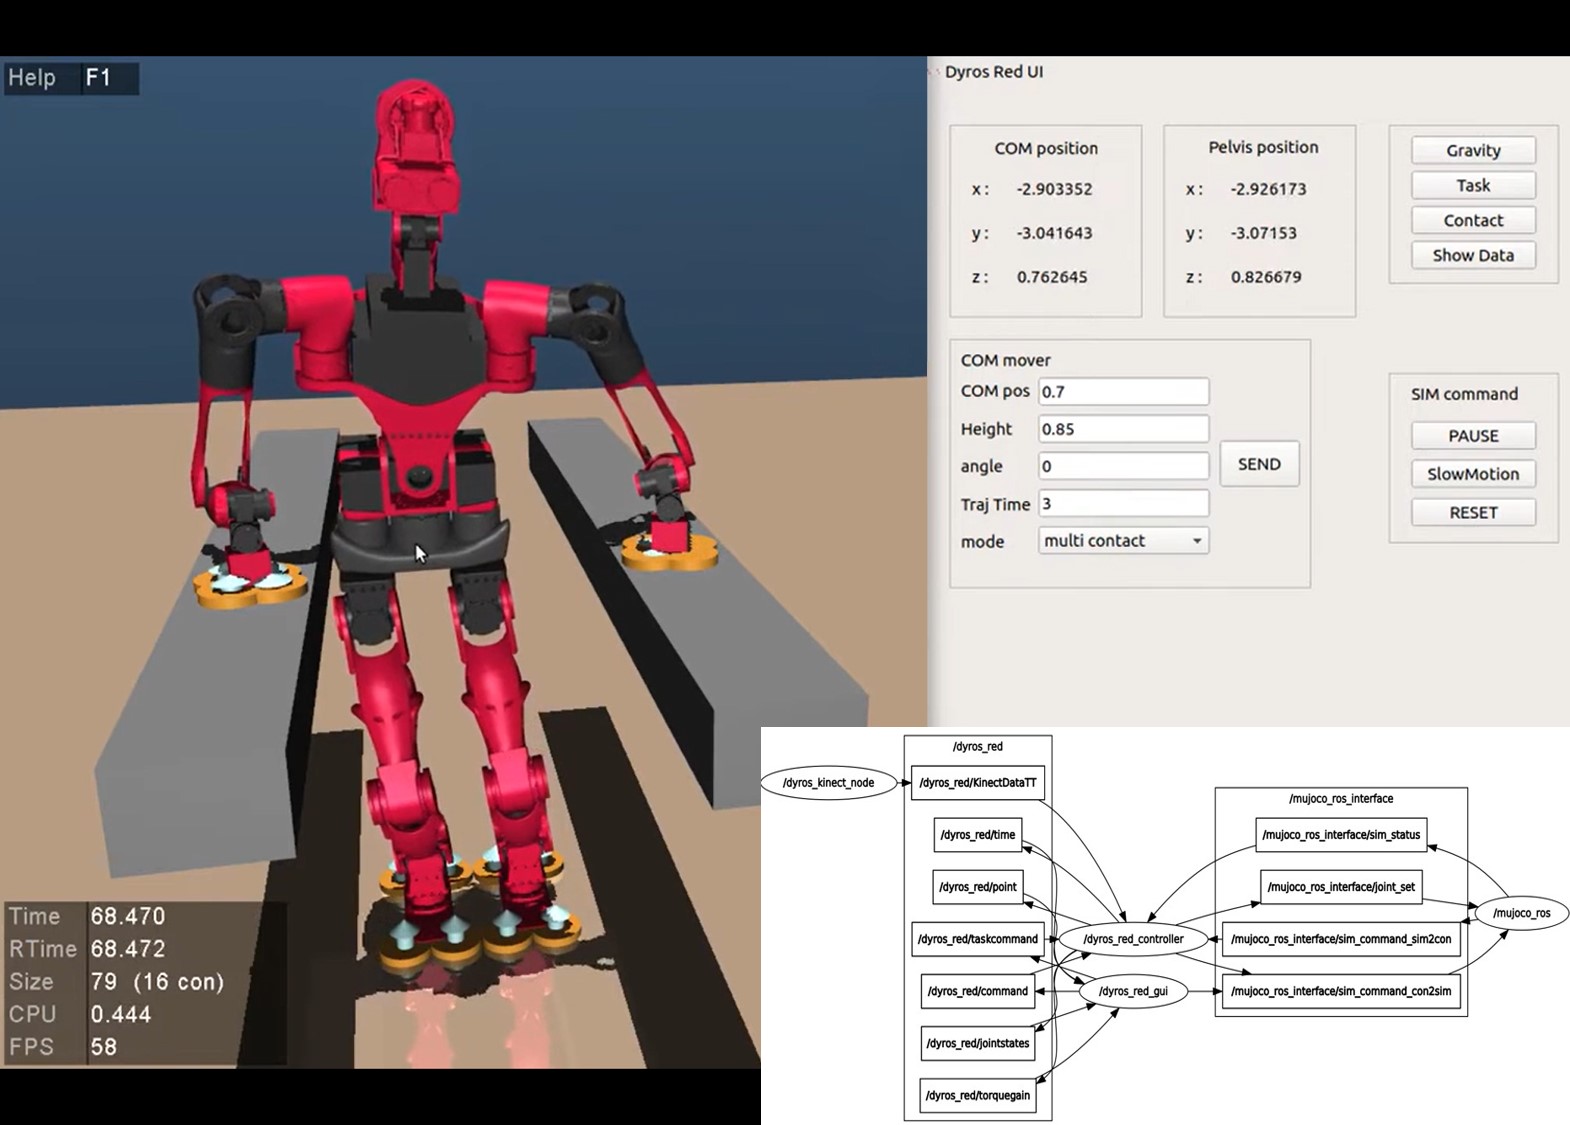 Help F1
Dyros Red UI
COM position
x : -2.903352
y : -3.041643
z : 0.762645
Pelvis position
x : -2.926173
y : -3.07153
z : 0.826679
Gravity
Task
Contact
Show Data
COM mover
COM pos 0.7
Height 0.85
angle 0
Traj Time 3
mode multi contact
SEND
SIM command
PAUSE
SlowMotion
RESET
Time 68.470
RTime 68.472
Size 79 (16 con)
CPU 0.444
FPS 58
/dyros_kinect_node
/dyros_red
/dyros_red/KinectDataTT
/dyros_red/time
/dyros_red/point
/dyros_red/taskcommand
/dyros_red/command
/dyros_red/jointstates
/dyros_red/torquegain
/dyros_red_controller
/dyros_red_gui
/mujoco_ros_interface
/mujoco_ros_interface/sim_status
/mujoco_ros_interface/joint_set
/mujoco_ros_interface/sim_command_sim2con
/mujoco_ros_interface/sim_command_con2sim
/mujoco_ros